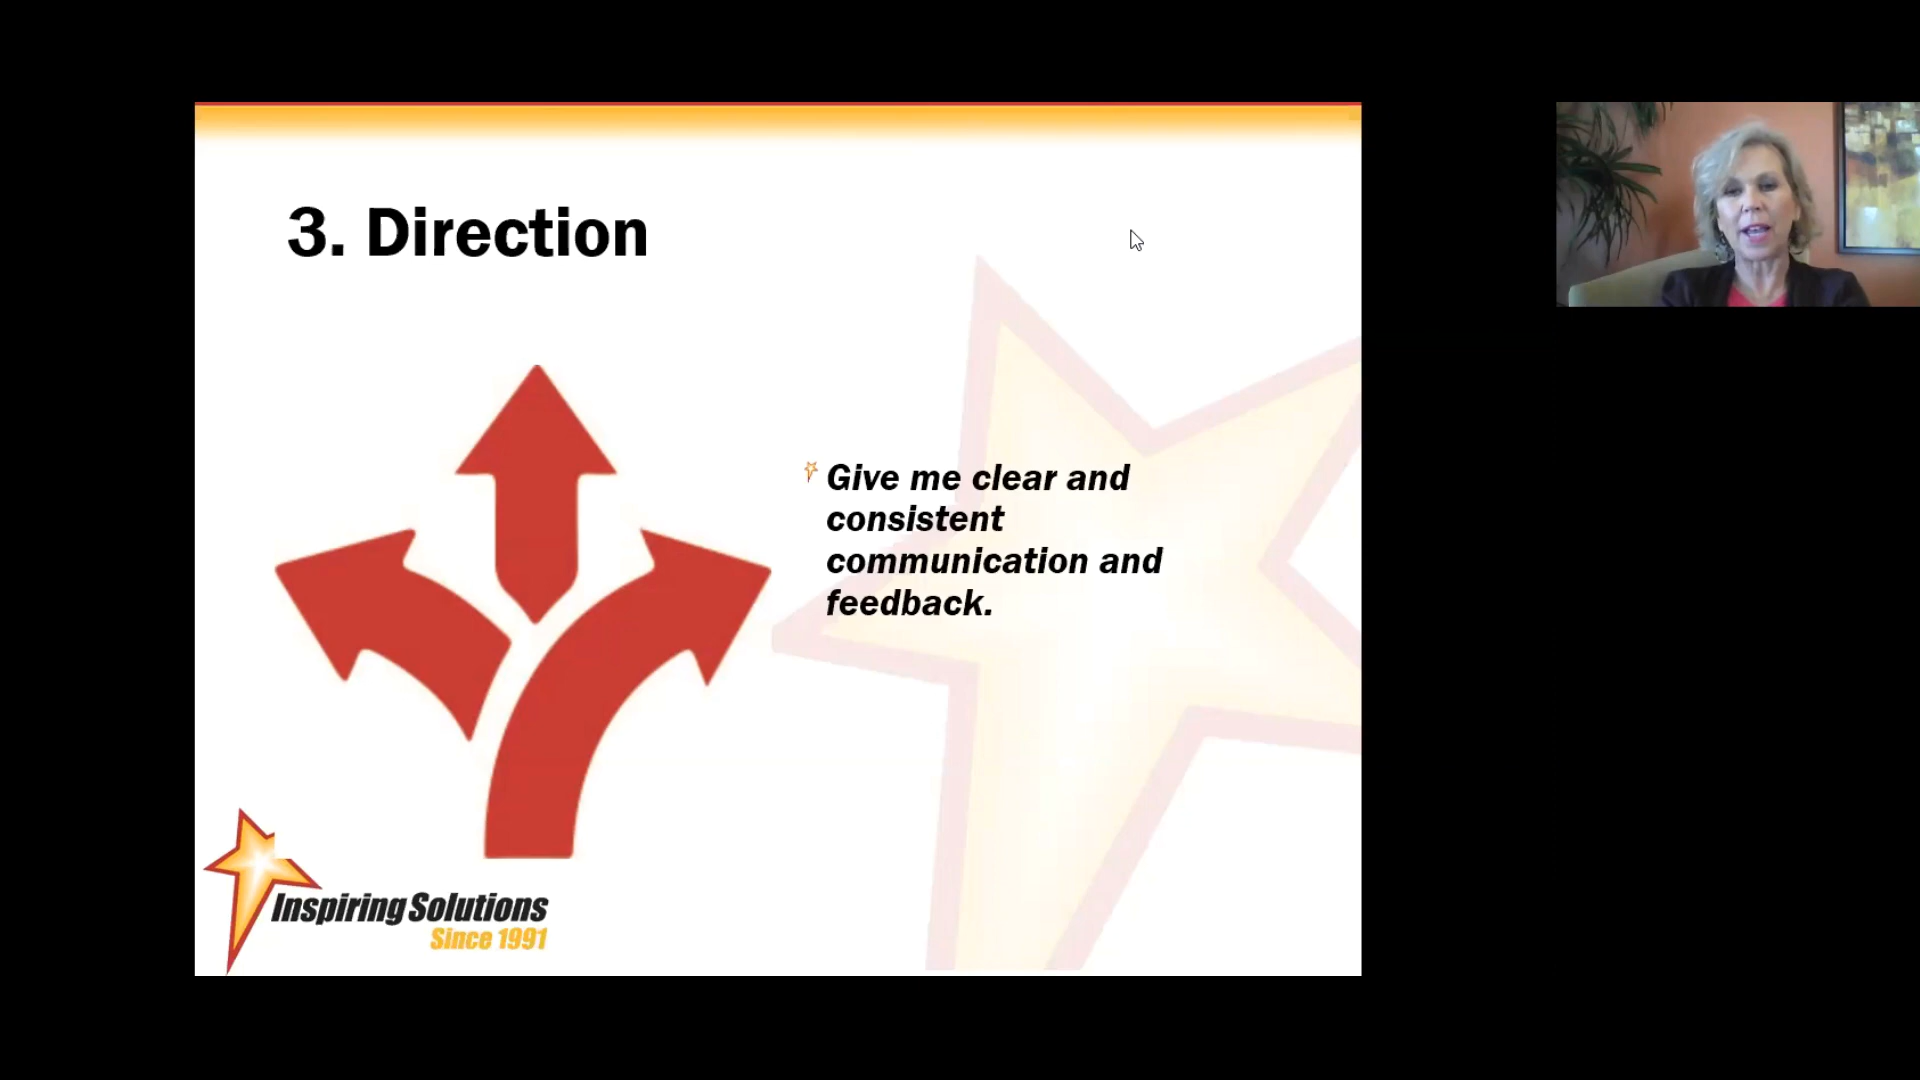 3. Direction
Give me clear and
consistent
communication and
feedback.
Inspiring Solutions
Since 1991